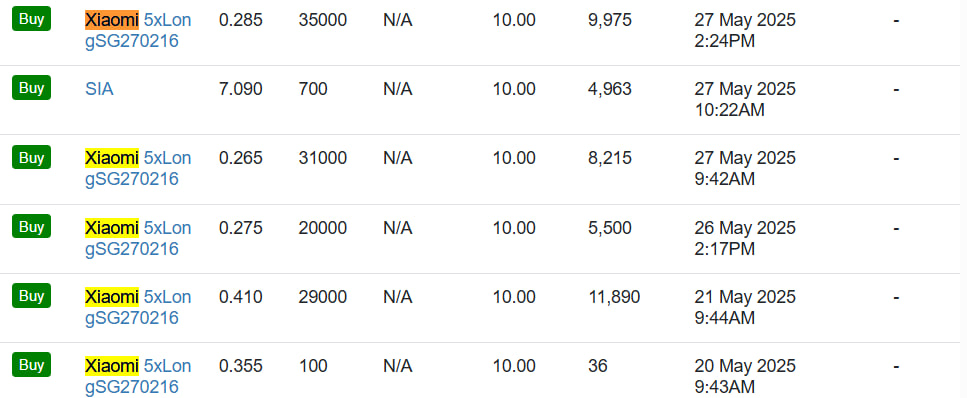 Buy Xiaomi 5xLon 0.285 35000 N/A 10.00 9,975 27 May 2025 -
gSG270216 2:24PM
Buy SIA 7.090 700 N/A 10.00 4,963 27 May 2025 -
10:22AM
Buy Xiaomi 5xLon 0.265 31000 N/A 10.00 8,215 27 May 2025 -
gSG270216 9:42AM
Buy Xiaomi 5xLon 0.275 20000 N/A 10.00 5,500 26 May 2025 -
gSG270216 2:17PM
Buy Xiaomi 5xLon 0.410 29000 N/A 10.00 11,890 21 May 2025 -
gSG270216 9:44AM
Buy Xiaomi 5xLon 0.355 100 N/A 10.00 36 20 May 2025 -
gSG270216 9:43AM